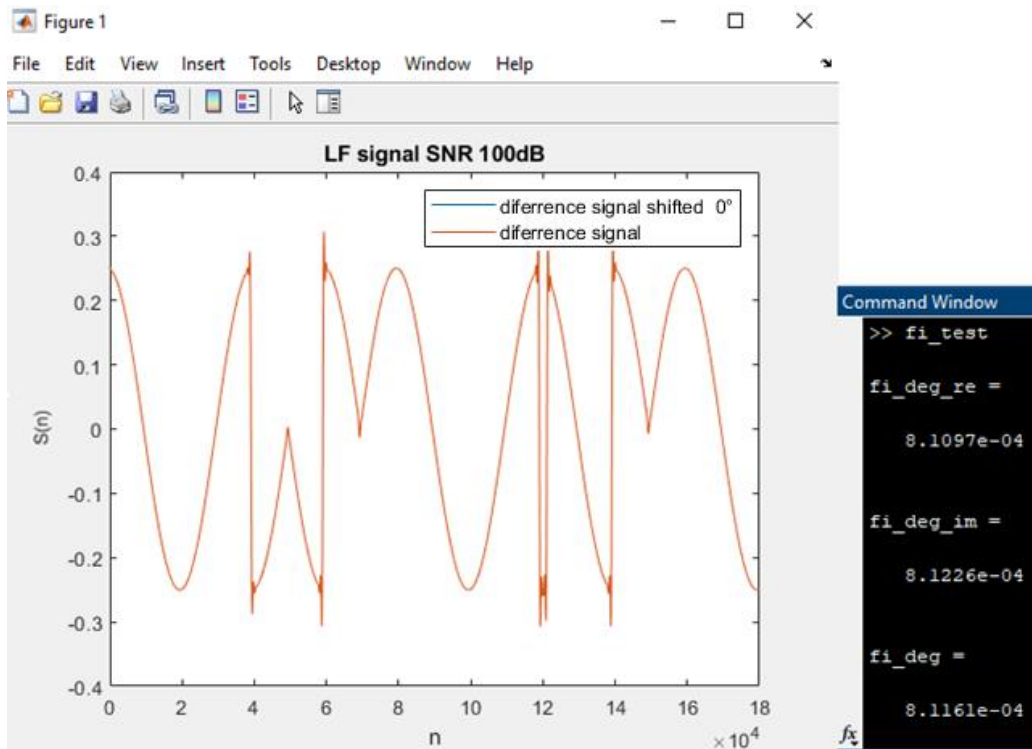 Figure 1
File Edit View Insert Tools Desktop Window Help
LF signal SNR 100dB
diferrence signal shifted 0°
diferrence signal
0.4
0.3
0.2
0.1
0
-0.1
-0.2
-0.3
-0.4
S(n)
0 2 4 6 8 10 12 14 16 18
n
×10^4
Command Window
>> fi_test
fi_deg_re =
8.1097e-04
fi_deg_im =
8.1226e-04
fi_deg =
8.1161e-04
fx